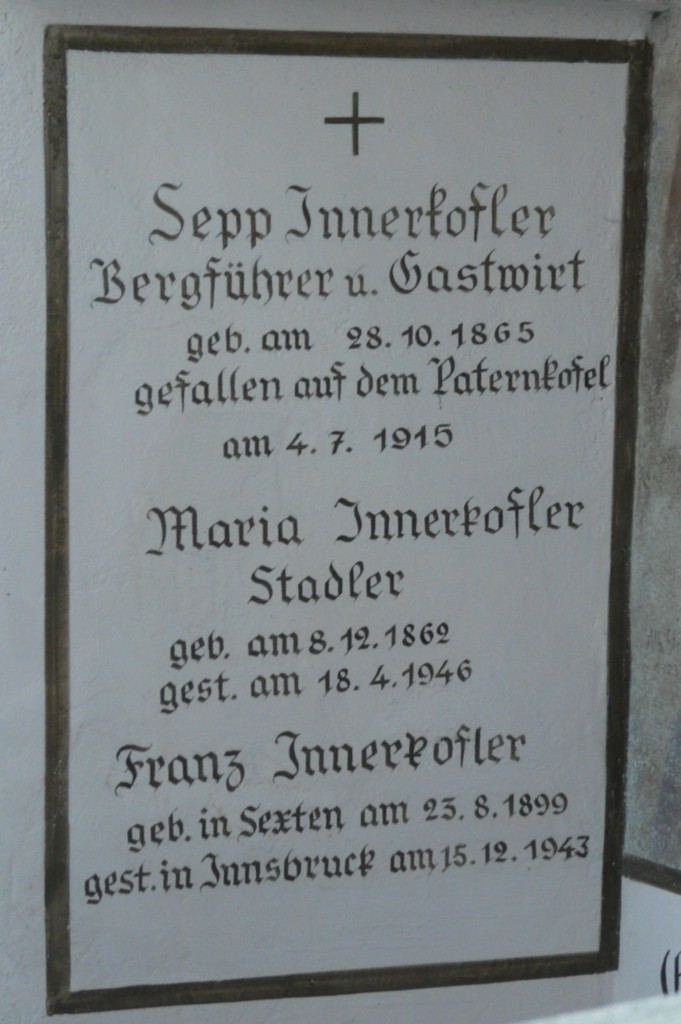 Sepp Innerkofler
Bergführer u. Gastwirt
geb. am 28.10.1865
gefallen auf dem Paternkofel
am 4.7. 1915
Maria Innerkofler
Stadler
geb. am 8.12.1862
gest. am 18.4.1946
Franz Innerkofler
geb. in Sexten am 23.8.1899
gest. in Innsbruck am 15.12.1943